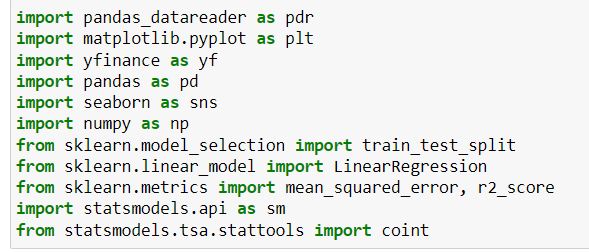 import pandas_datareader as pdr
import matplotlib.pyplot as plt
import yfinance as yf
import pandas as pd
import seaborn as sns
import numpy as np
from sklearn.model_selection import train_test_split
from sklearn.linear_model import LinearRegression
from sklearn.metrics import mean_squared_error, r2_score
import statsmodels.api as sm
from statsmodels.tsa.stattools import coint